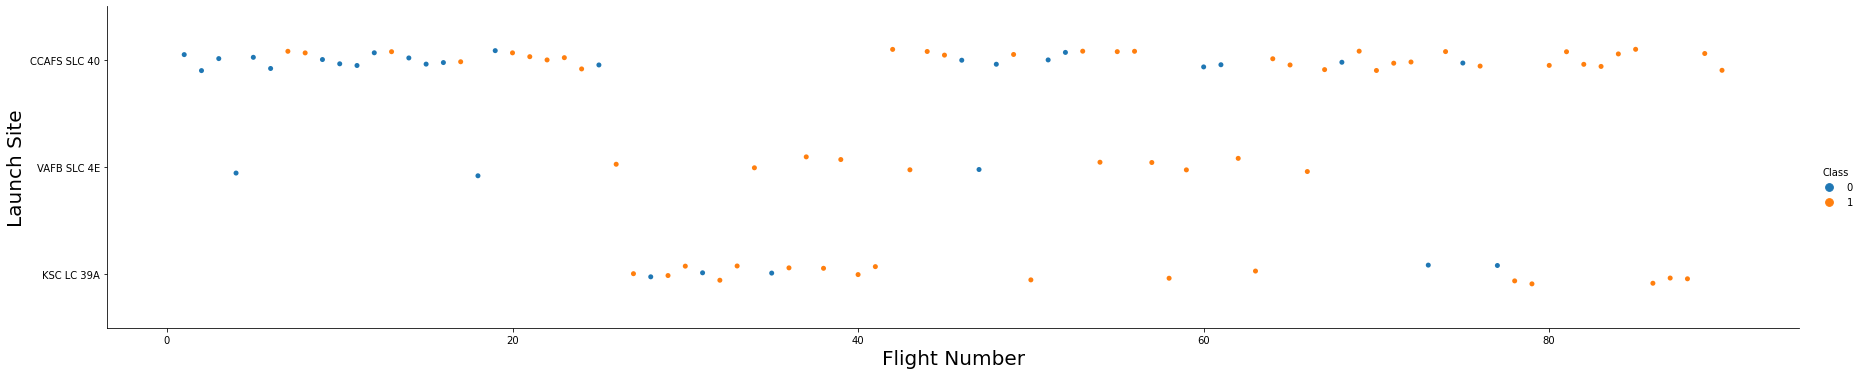 Launch Site
CCAFS SLC 40
VAFB SLC 4E
KSC LC 39A
0
20
40
60
80
Flight Number
Class
0
1